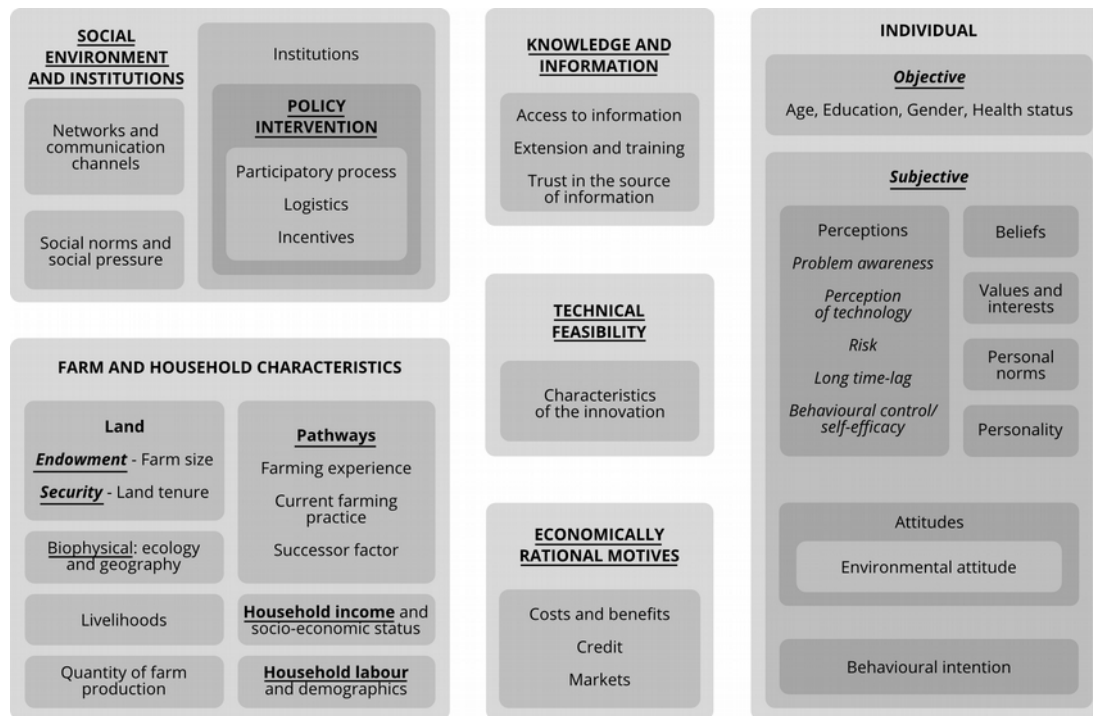 SOCIAL
ENVIRONMENT
AND INSTITUTIONS
Networks and
communication
channels
Social norms and
social pressure
Institutions
POLICY
INTERVENTION
Participatory process
Logistics
Incentives
FARM AND HOUSEHOLD CHARACTERISTICS
Land
Endowment - Farm size
Security - Land tenure
Biophysical: ecology
and geography
Livelihoods
Quantity of farm
production
Pathways
Farming experience
Current farming
practice
Successor factor
Household income and
socio-economic status
Household labour
and demographics
KNOWLEDGE AND
INFORMATION
Access to information
Extension and training
Trust in the source
of information
TECHNICAL
FEASIBILITY
Characteristics
of the innovation
ECONOMICALLY
RATIONAL MOTIVES
Costs and benefits
Credit
Markets
INDIVIDUAL
Objective
Age, Education, Gender, Health status
Subjective
Perceptions
Problem awareness
Perception
of technology
Risk
Long time-lag
Behavioural control/
self-efficacy
Beliefs
Values and
interests
Personal
norms
Personality
Attitudes
Environmental attitude
Behavioural intention